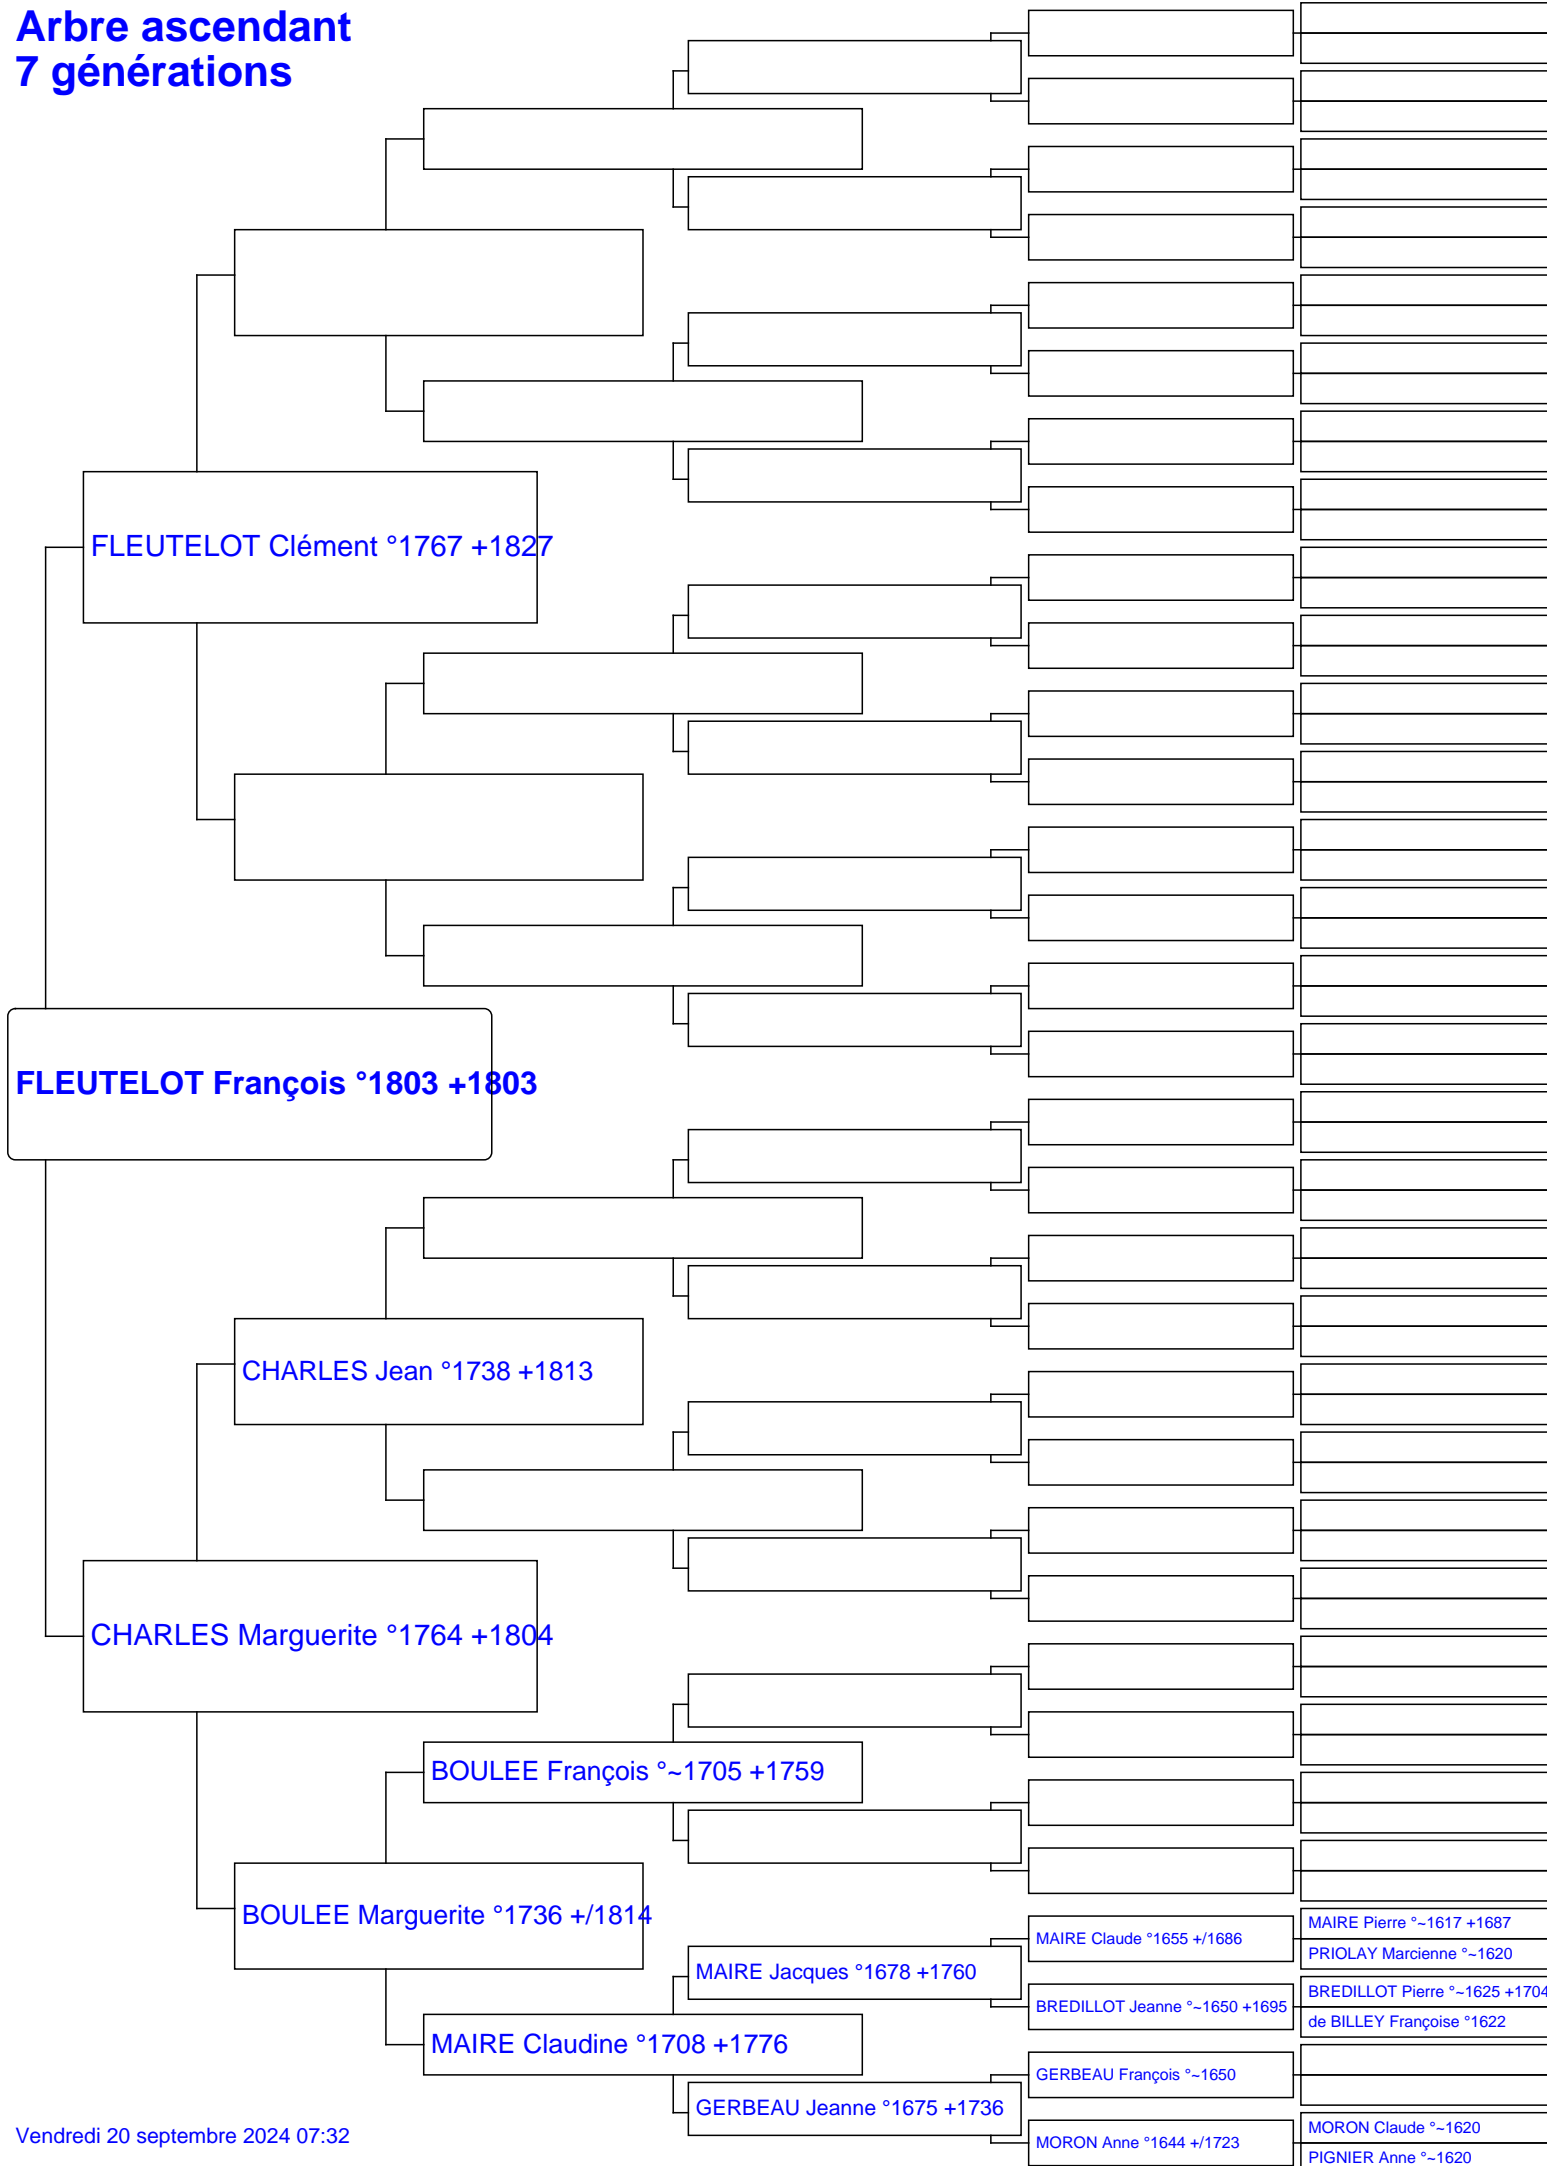 Arbre ascendant
7 générations
FLEUTELOT Clément °1767 +1827
FLEUTELOT François °1803 +1803
CHARLES Jean °1738 +1813
CHARLES Marguerite °1764 +1804
BOULEE François °~1705 +1759
BOULEE Marguerite °1736 +/1814
MAIRE Claude °1655 +/1686
MAIRE Pierre °~1617 +1687
PRIOLAY Marcienne °~1620
MAIRE Jacques °1678 +1760
BREDILLOT Jeanne °~1650 +1695
BREDILLOT Pierre °~1625 +1704
de BILLEY Françoise °1622
MAIRE Claudine °1708 +1776
GERBEAU François °~1650
GERBEAU Jeanne °1675 +1736
MORON Anne °1644 +/1723
MORON Claude °~1620
PIGNIER Anne °~1620
Vendredi 20 septembre 2024 07:32